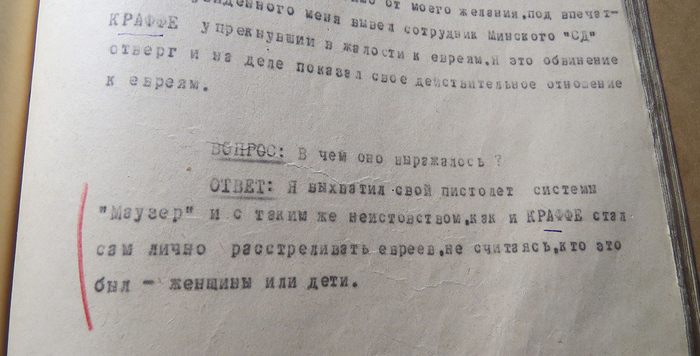 от моего желания,под впечат-
меня вывел сотрудник Минского "СД"
КРАФФЕ упрекнувшим в жалости к евреям.Я это обвинение
отверг и на деле показал свое действительное отношение
к евреям.
ВОПРОС: В чем оно выражалось ?
ОТВЕТ: Я выхватил свой пистолет системы
"Маузер" и с таким же неистовством,как и КРАФФЕ стал
сам лично расстреливать евреев,не считаясь,кто это
был - женщины или дети.